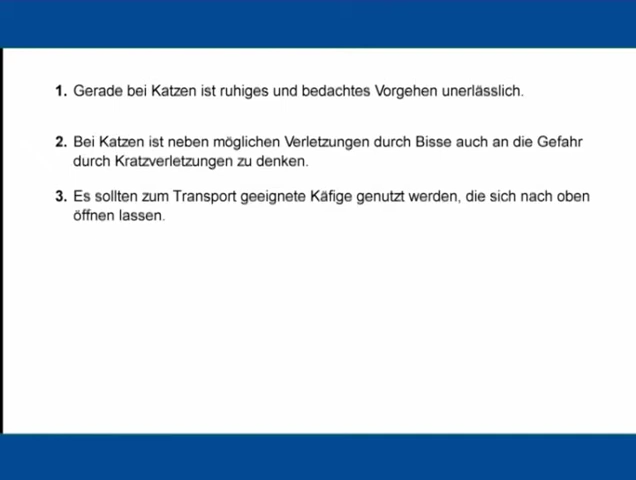 1. Gerade bei Katzen ist ruhiges und bedachtes Vorgehen unerlässlich.
2. Bei Katzen ist neben möglichen Verletzungen durch Bisse auch an die Gefahr
durch Kratzverletzungen zu denken.
3. Es sollten zum Transport geeignete Käfige genutzt werden, die sich nach oben
öffnen lassen.